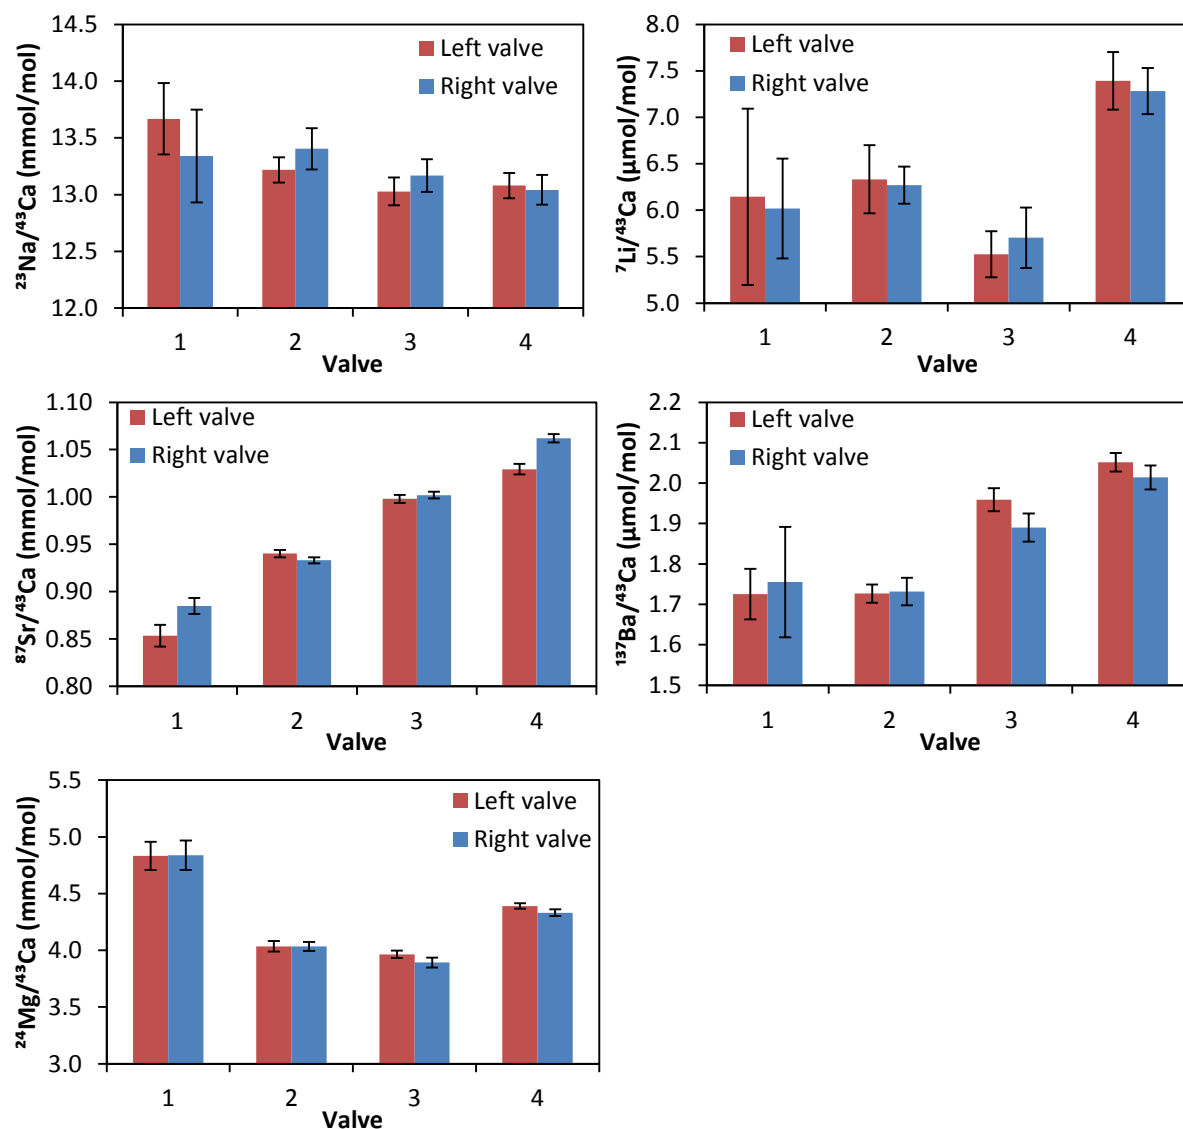 ²³Na/⁴³Ca (mmol/mol)
14.5
14.0
13.5
13.0
12.5
12.0
Left valve
Right valve
1 2 3 4
Valve
⁷Li/⁴³Ca (µmol/mol)
8.0
7.5
7.0
6.5
6.0
5.5
5.0
Left valve
Right valve
1 2 3 4
Valve
⁸⁷Sr/⁴³Ca (mmol/mol)
1.10
1.05
1.00
0.95
0.90
0.85
0.80
Left valve
Right valve
1 2 3 4
Valve
¹³⁷Ba/⁴³Ca (µmol/mol)
2.2
2.1
2.0
1.9
1.8
1.7
1.6
1.5
Left valve
Right valve
1 2 3 4
Valve
²⁴Mg/⁴³Ca (mmol/mol)
5.5
5.0
4.5
4.0
3.5
3.0
Left valve
Right valve
1 2 3 4
Valve